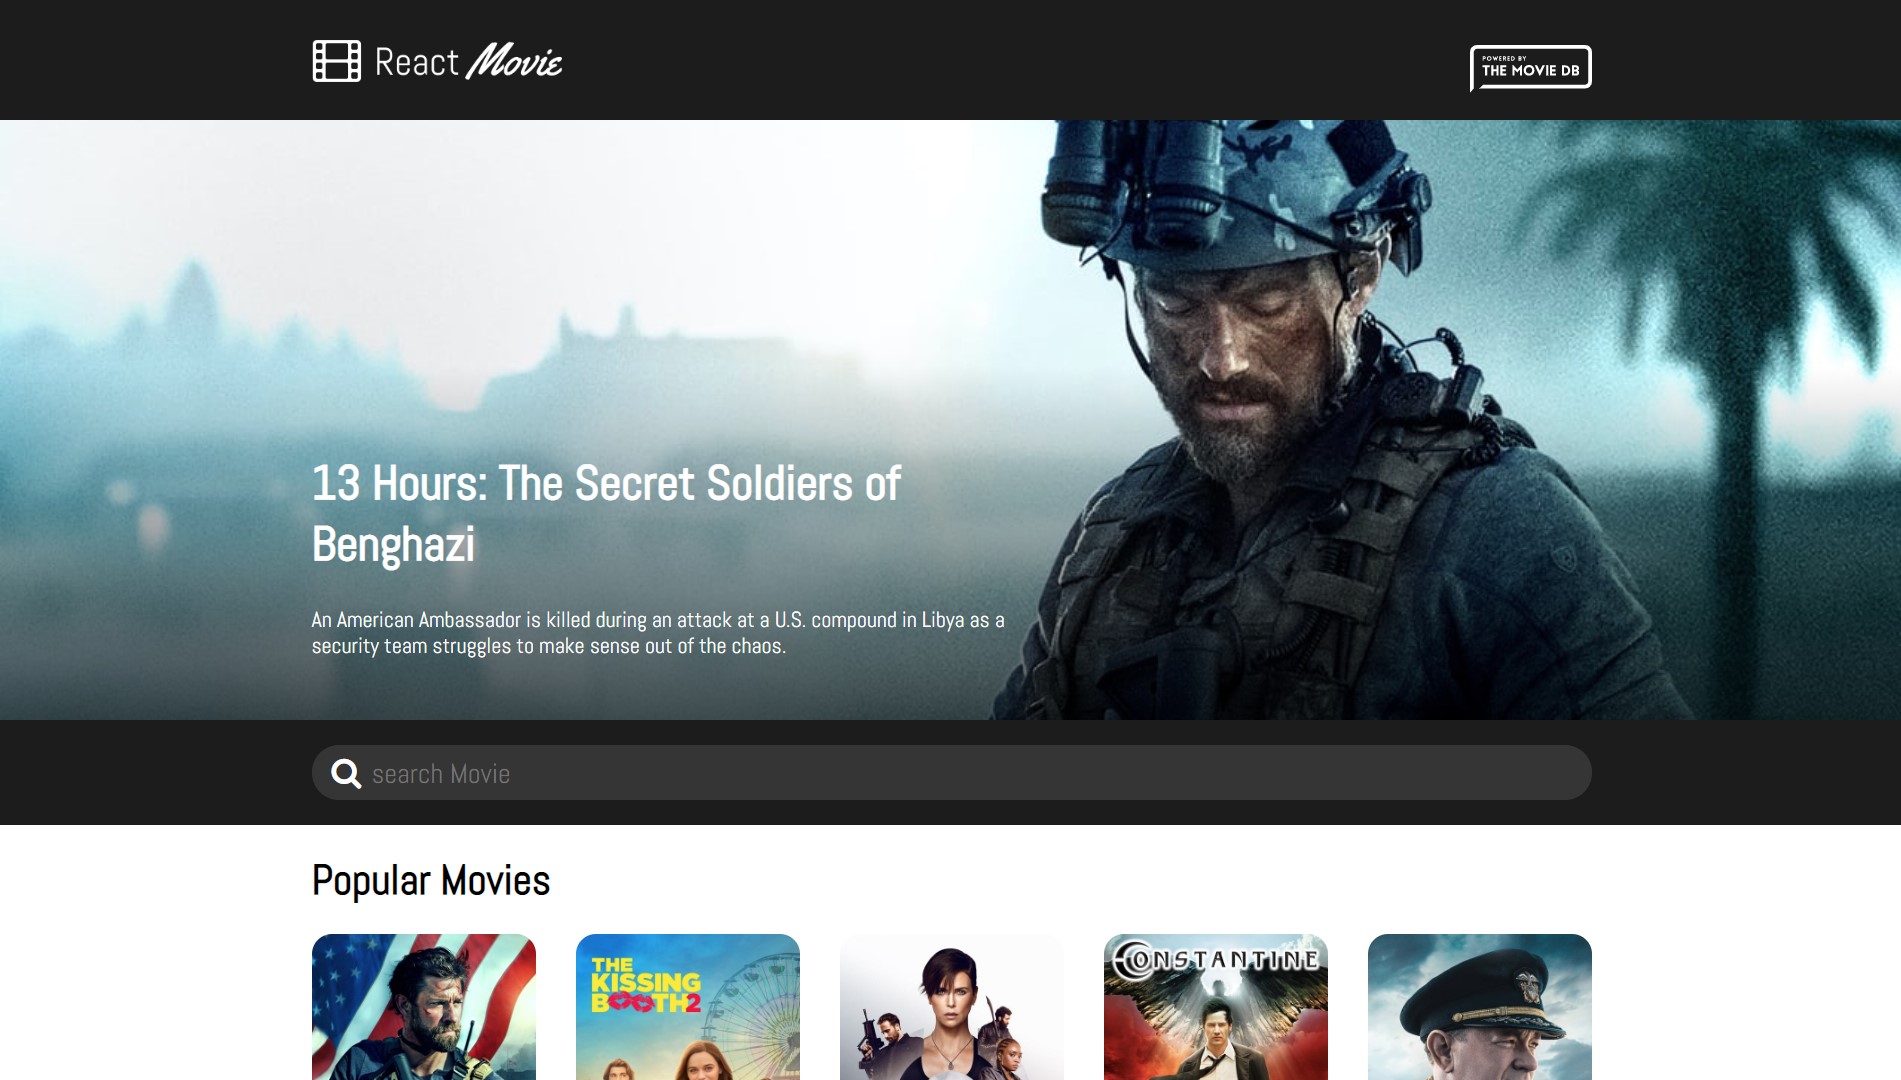 React Movie
POWERED BY
THE MOVIE DB
13 Hours: The Secret Soldiers of
Benghazi
An American Ambassador is killed during an attack at a U.S. compound in Libya as a
security team struggles to make sense out of the chaos.
search Movie
Popular Movies
THE
KISSING
BOOTH2
CONSTANTINE